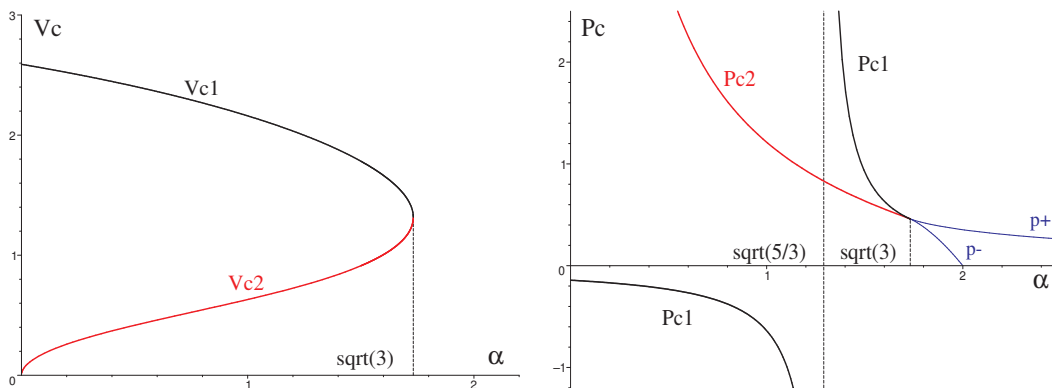 3
Vc
Vc1
2
1
Vc2
sqrt(3)
α
0
1
2
Pc
2
Pc2
Pc1
1
p+
sqrt(5/3)
sqrt(3)
p-
0
1
2
α
Pc1
−1